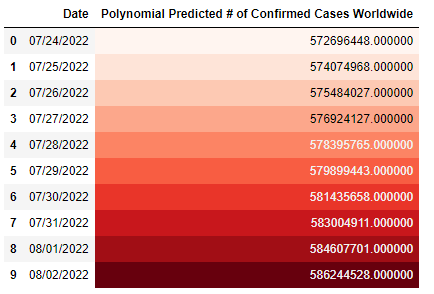 Date Polynomial Predicted # of Confirmed Cases Worldwide
0 07/24/2022 572696448.000000
1 07/25/2022 574074968.000000
2 07/26/2022 575484027.000000
3 07/27/2022 576924127.000000
4 07/28/2022 578395765.000000
5 07/29/2022 579899443.000000
6 07/30/2022 581435658.000000
7 07/31/2022 583004911.000000
8 08/01/2022 584607701.000000
9 08/02/2022 586244528.000000